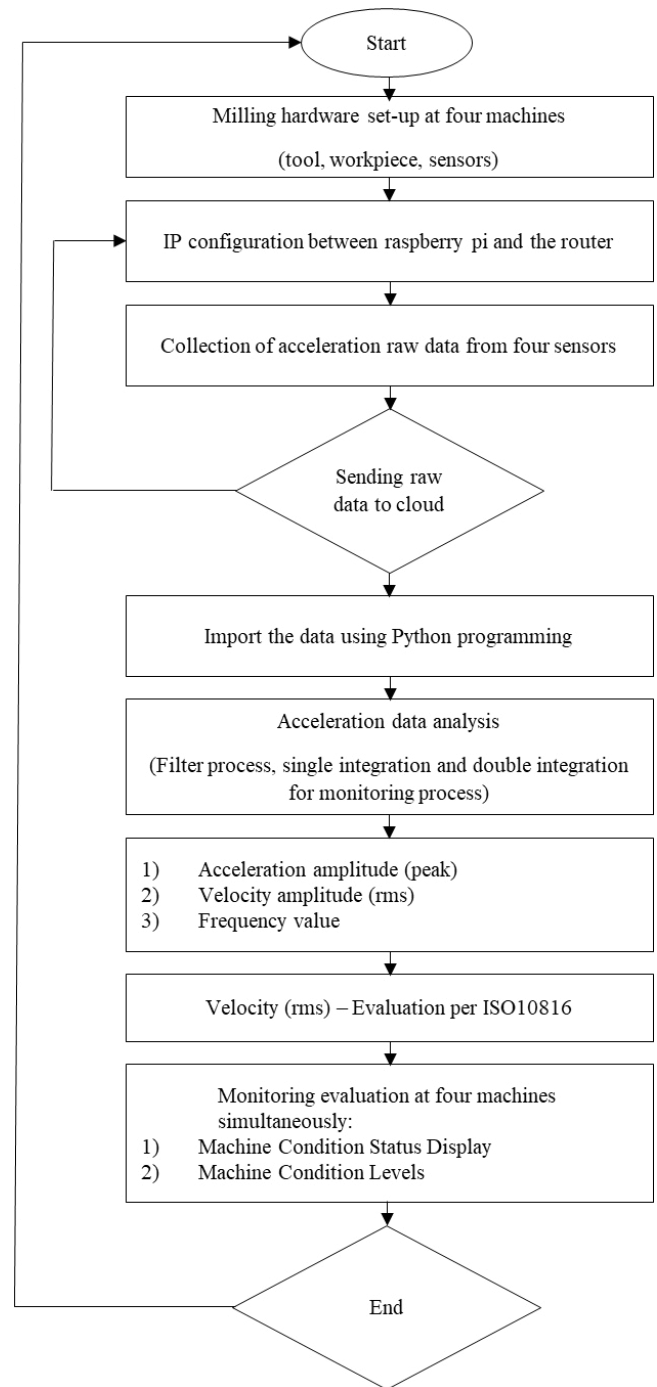 Start
Milling hardware set-up at four machines
(tool, workpiece, sensors)
IP configuration between raspberry pi and the router
Collection of acceleration raw data from four sensors
Sending raw
data to cloud
Import the data using Python programming
Acceleration data analysis
(Filter process, single integration and double integration
for monitoring process)
1) Acceleration amplitude (peak)
2) Velocity amplitude (rms)
3) Frequency value
Velocity (rms) – Evaluation per ISO10816
Monitoring evaluation at four machines
simultaneously:
1) Machine Condition Status Display
2) Machine Condition Levels
End